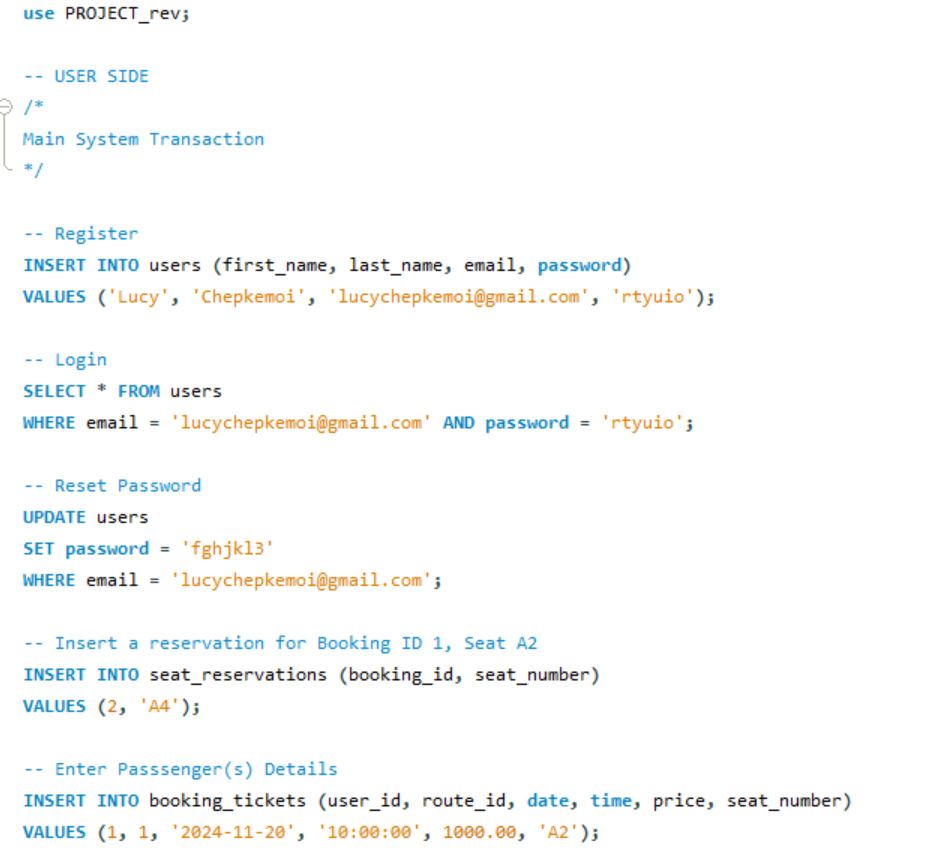 use PROJECT_rev;
-- USER SIDE
/*
Main System Transaction
*/
-- Register
INSERT INTO users (first_name, last_name, email, password)
VALUES ('Lucy', 'Chepkemoi', 'lucychepkemoi@gmail.com', 'rtyuio');
-- Login
SELECT * FROM users
WHERE email = 'lucychepkemoi@gmail.com' AND password = 'rtyuio';
-- Reset Password
UPDATE users
SET password = 'fghjkl3'
WHERE email = 'lucychepkemoi@gmail.com';
-- Insert a reservation for Booking ID 1, Seat A2
INSERT INTO seat_reservations (booking_id, seat_number)
VALUES (2, 'A4');
-- Enter Passsenger(s) Details
INSERT INTO booking_tickets (user_id, route_id, date, time, price, seat_number)
VALUES (1, 1, '2024-11-20', '10:00:00', 1000.00, 'A2');